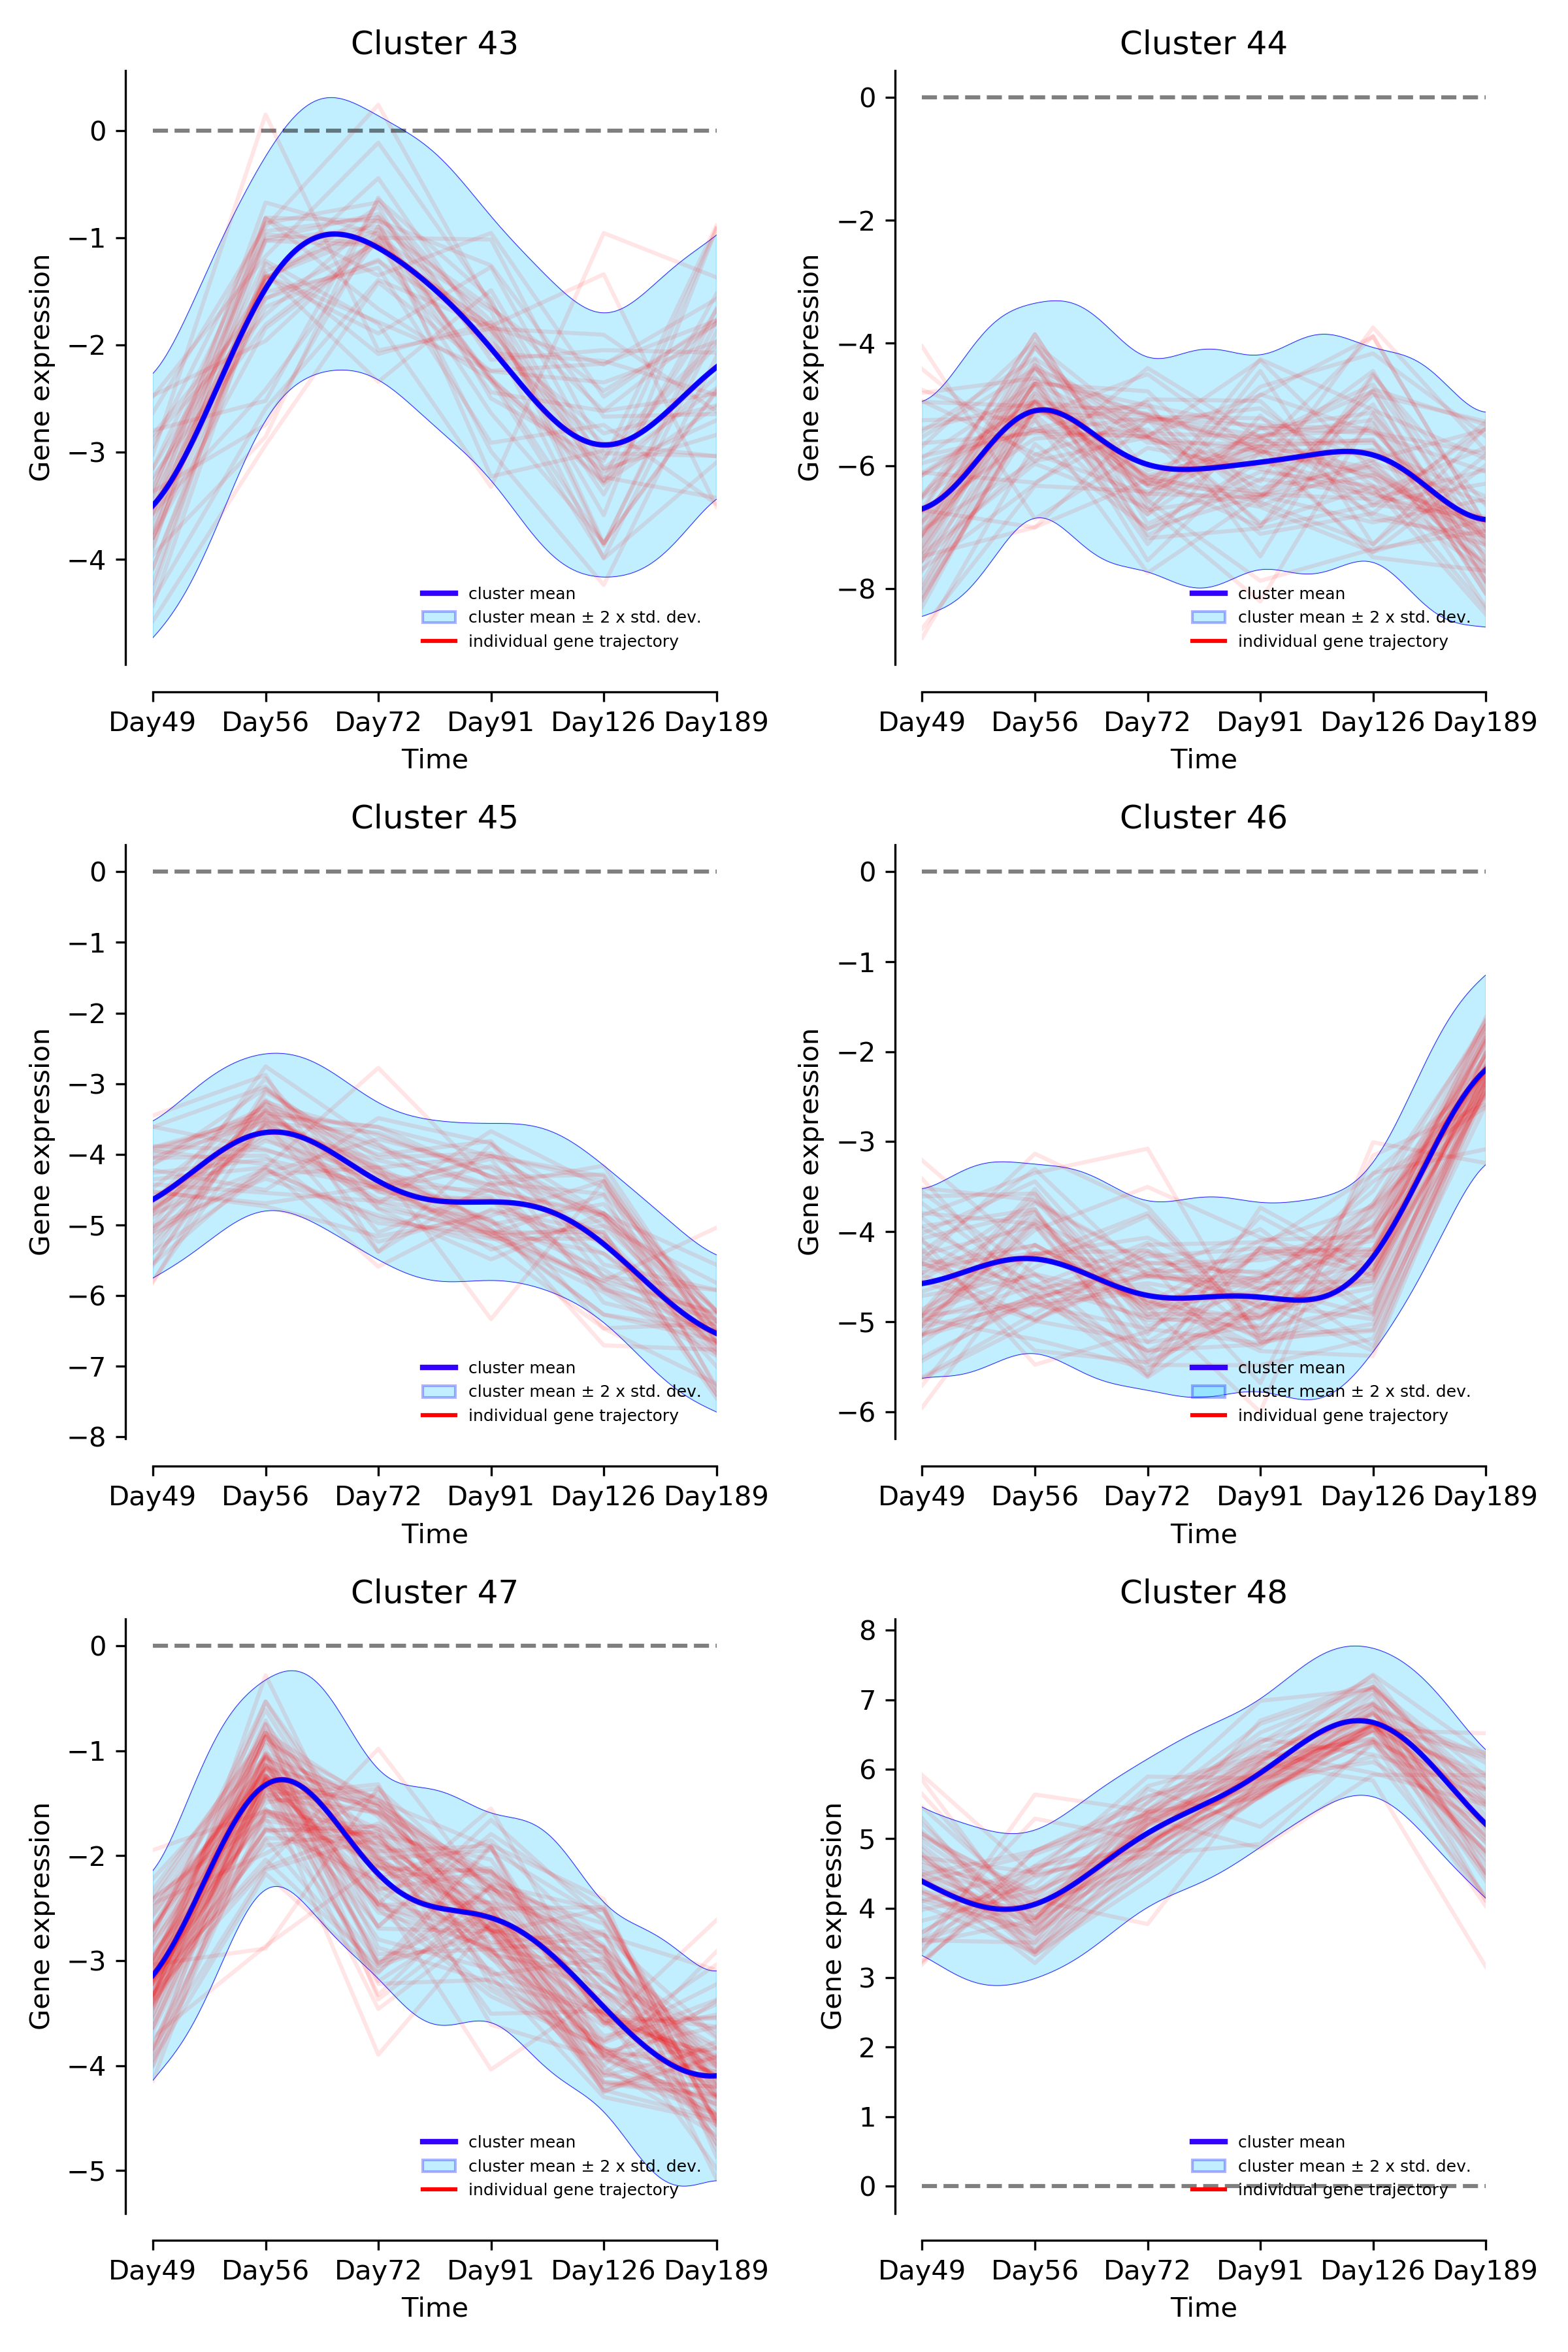 Cluster 43
Gene expression
0
−1
−2
−3
−4
cluster mean
cluster mean ± 2 x std. dev.
individual gene trajectory
Day49 Day56 Day72 Day91 Day126 Day189
Time
Cluster 44
Gene expression
0
−2
−4
−6
−8
cluster mean
cluster mean ± 2 x std. dev.
individual gene trajectory
Day49 Day56 Day72 Day91 Day126 Day189
Time
Cluster 45
Gene expression
0
−1
−2
−3
−4
−5
−6
−7
−8
cluster mean
cluster mean ± 2 x std. dev.
individual gene trajectory
Day49 Day56 Day72 Day91 Day126 Day189
Time
Cluster 46
Gene expression
0
−1
−2
−3
−4
−5
−6
cluster mean
cluster mean ± 2 x std. dev.
individual gene trajectory
Day49 Day56 Day72 Day91 Day126 Day189
Time
Cluster 47
Gene expression
0
−1
−2
−3
−4
−5
cluster mean
cluster mean ± 2 x std. dev.
individual gene trajectory
Day49 Day56 Day72 Day91 Day126 Day189
Time
Cluster 48
Gene expression
8
7
6
5
4
3
2
1
0
cluster mean
cluster mean ± 2 x std. dev.
individual gene trajectory
Day49 Day56 Day72 Day91 Day126 Day189
Time